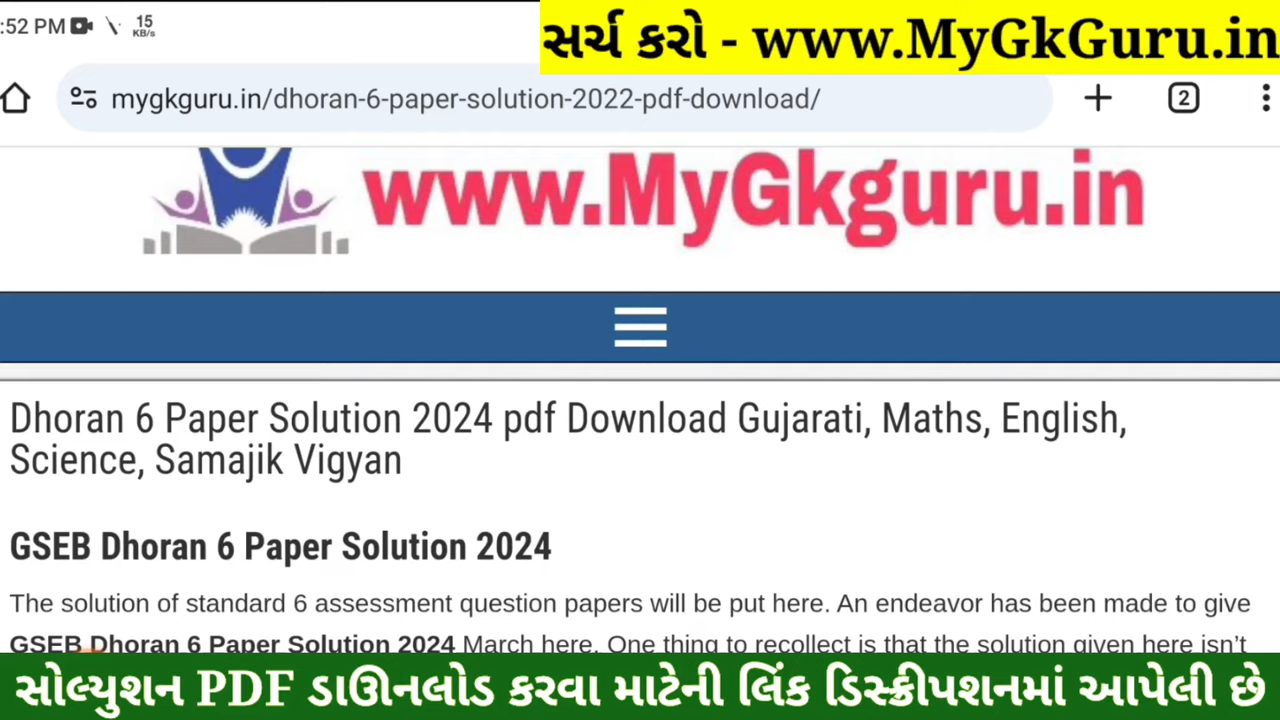 :52 PM 15 KB/s
સર્ચ કરો - www.MyGkGuru.in
mygkguru.in/dhoran-6-paper-solution-2022-pdf-download/ 2
www.MyGkguru.in
Dhoran 6 Paper Solution 2024 pdf Download Gujarati, Maths, English,
Science, Samajik Vigyan
GSEB Dhoran 6 Paper Solution 2024
The solution of standard 6 assessment question papers will be put here. An endeavor has been made to give
GSEB Dhoran 6 Paper Solution 2024 March here. One thing to recollect is that the solution given here isn't
સોલ્યુશન PDF ડાઊનલોડ કરવા માટેની લિંક ડિસ્ક્રીપશનમાં આપેલી છે